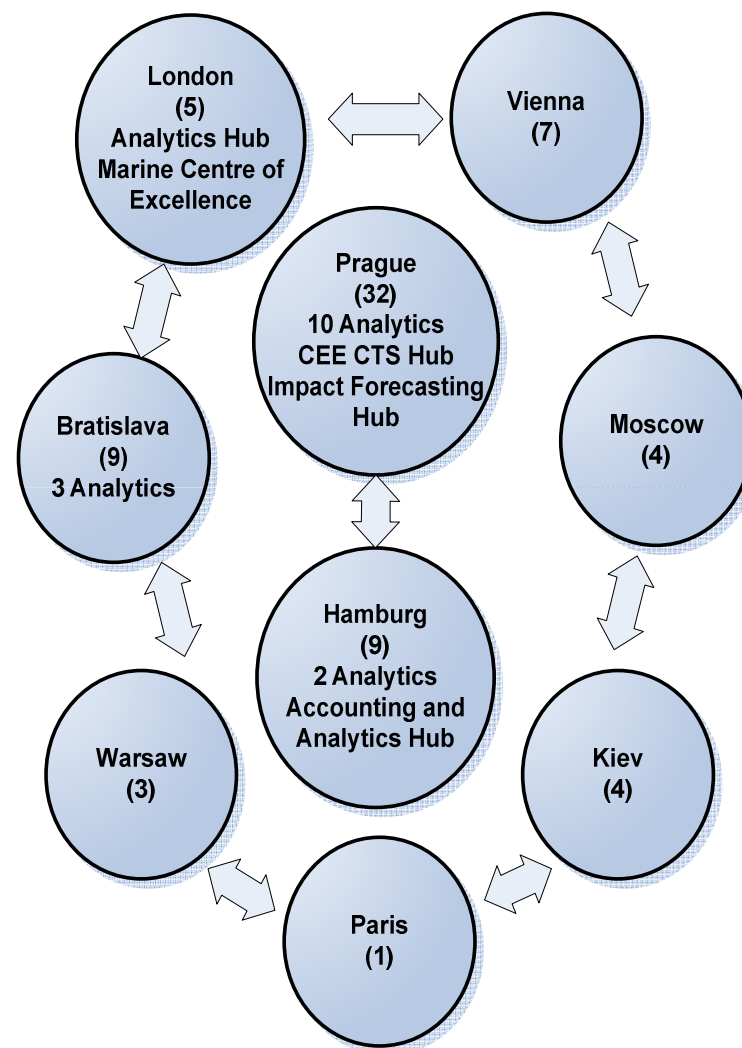 London
(5)
Analytics Hub
Marine Centre of
Excellence
Vienna
(7)
Prague
(32)
10 Analytics
CEE CTS Hub
Impact Forecasting
Hub
Bratislava
(9)
3 Analytics
Moscow
(4)
Hamburg
(9)
2 Analytics
Accounting and
Analytics Hub
Warsaw
(3)
Kiev
(4)
Paris
(1)